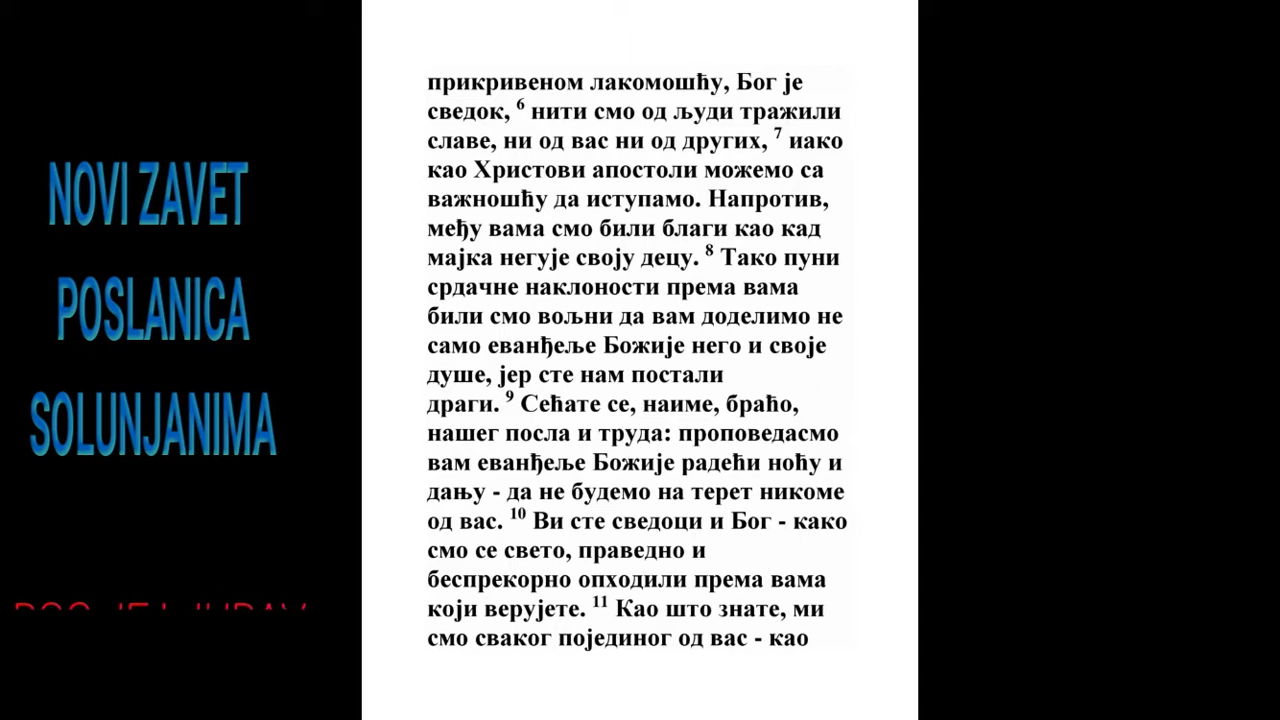 NOVI ZAVET
POSLANICA
SOLUNJANIMA
прикривеном лакомошћу, Бог је
сведок, 6 нити смо од људи тражили
славе, ни од вас ни од других, 7 иако
као Христови апостоли можемо са
важношћу да иступамо. Напротив,
међу вама смо били благи као кад
мајка негује своју децу. 8 Тако пуни
срдачне наклоности према вама
били смо вољни да вам доделимо не
само еванђеље Божије него и своје
душе, јер сте нам постали
драги. 9 Сећате се, наиме, браћо,
нашег посла и труда: проповедасмо
вам еванђеље Божије радећи ноћу и
дању - да не будемо на терет никоме
од вас. 10 Ви сте сведоци и Бог - како
смо се свето, праведно и
беспрекорно опходили према вама
који верујете. 11 Као што знате, ми
смо сваког појединог од вас - као